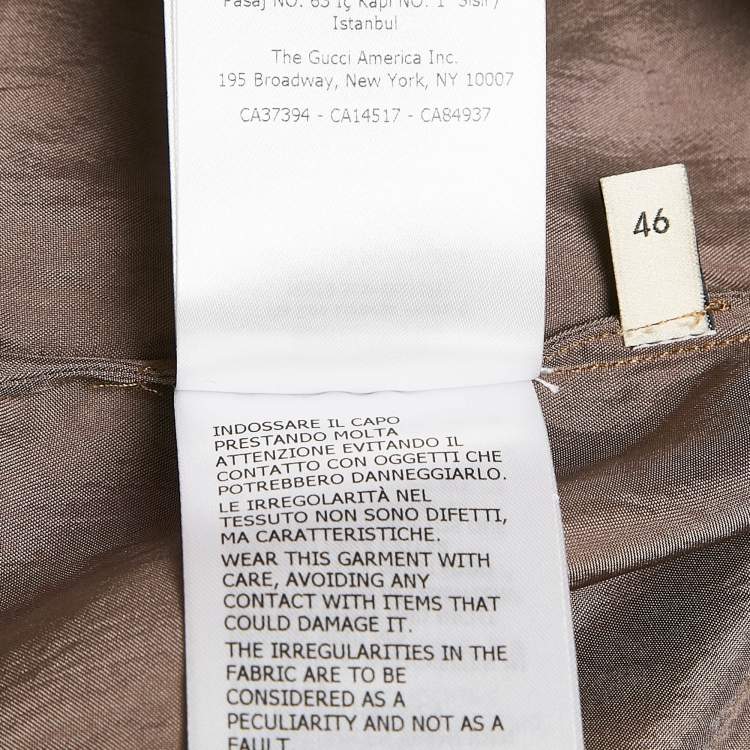 Pasaj NO: 63 İç Kapı NO: 1 Şişli /
Istanbul
The Gucci America Inc.
195 Broadway, New York, NY 10007
CA37394 - CA14517 - CA84937
46
INDOSSARE IL CAPO
PRESTANDO MOLTA
ATTENZIONE EVITANDO IL
CONTATTO CON OGGETTI CHE
POTREBBERO DANNEGGIARLO.
LE IRREGOLARITÀ NEL
TESSUTO NON SONO DIFETTI,
MA CARATTERISTICHE.
WEAR THIS GARMENT WITH
CARE, AVOIDING ANY
CONTACT WITH ITEMS THAT
COULD DAMAGE IT.
THE IRREGULARITIES IN THE
FABRIC ARE TO BE
CONSIDERED AS A
PECULIARITY AND NOT AS A
FAULT.